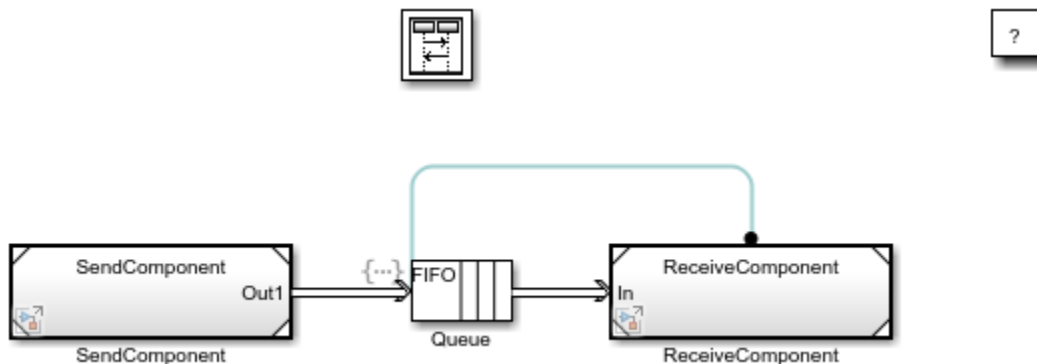 ?
SendComponent
Out1
{...}
FIFO
ReceiveComponent
In
SendComponent
Queue
ReceiveComponent